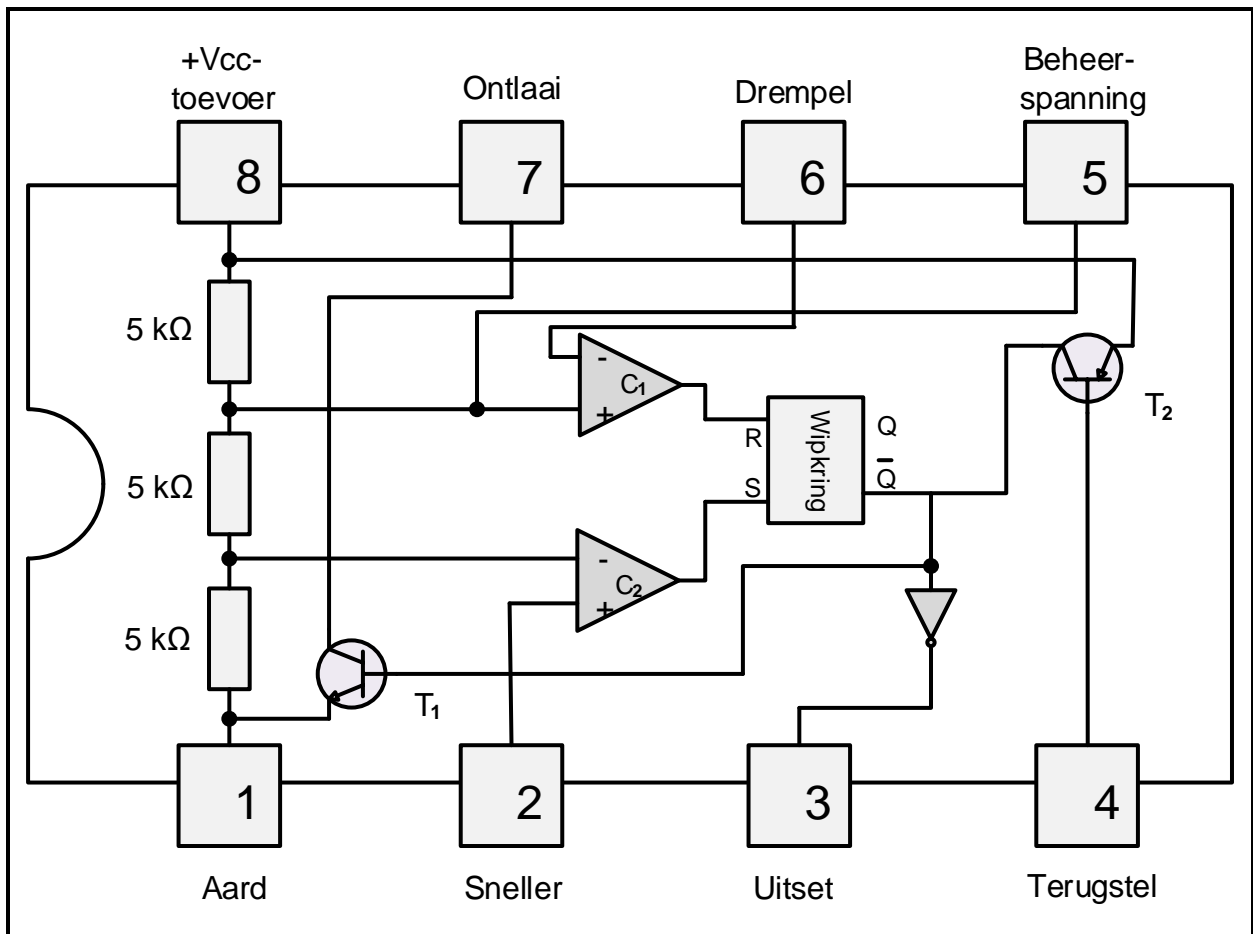 +Vcc-
toevoer
Ontlaai
Drempel
Beheer-
spanning
8
7
6
5
5 kΩ
-
C1
+
T2
Wipkring
R
Q
S
Q̅
5 kΩ
-
C2
+
5 kΩ
T1
1
2
3
4
Aard
Sneller
Uitset
Terugstel